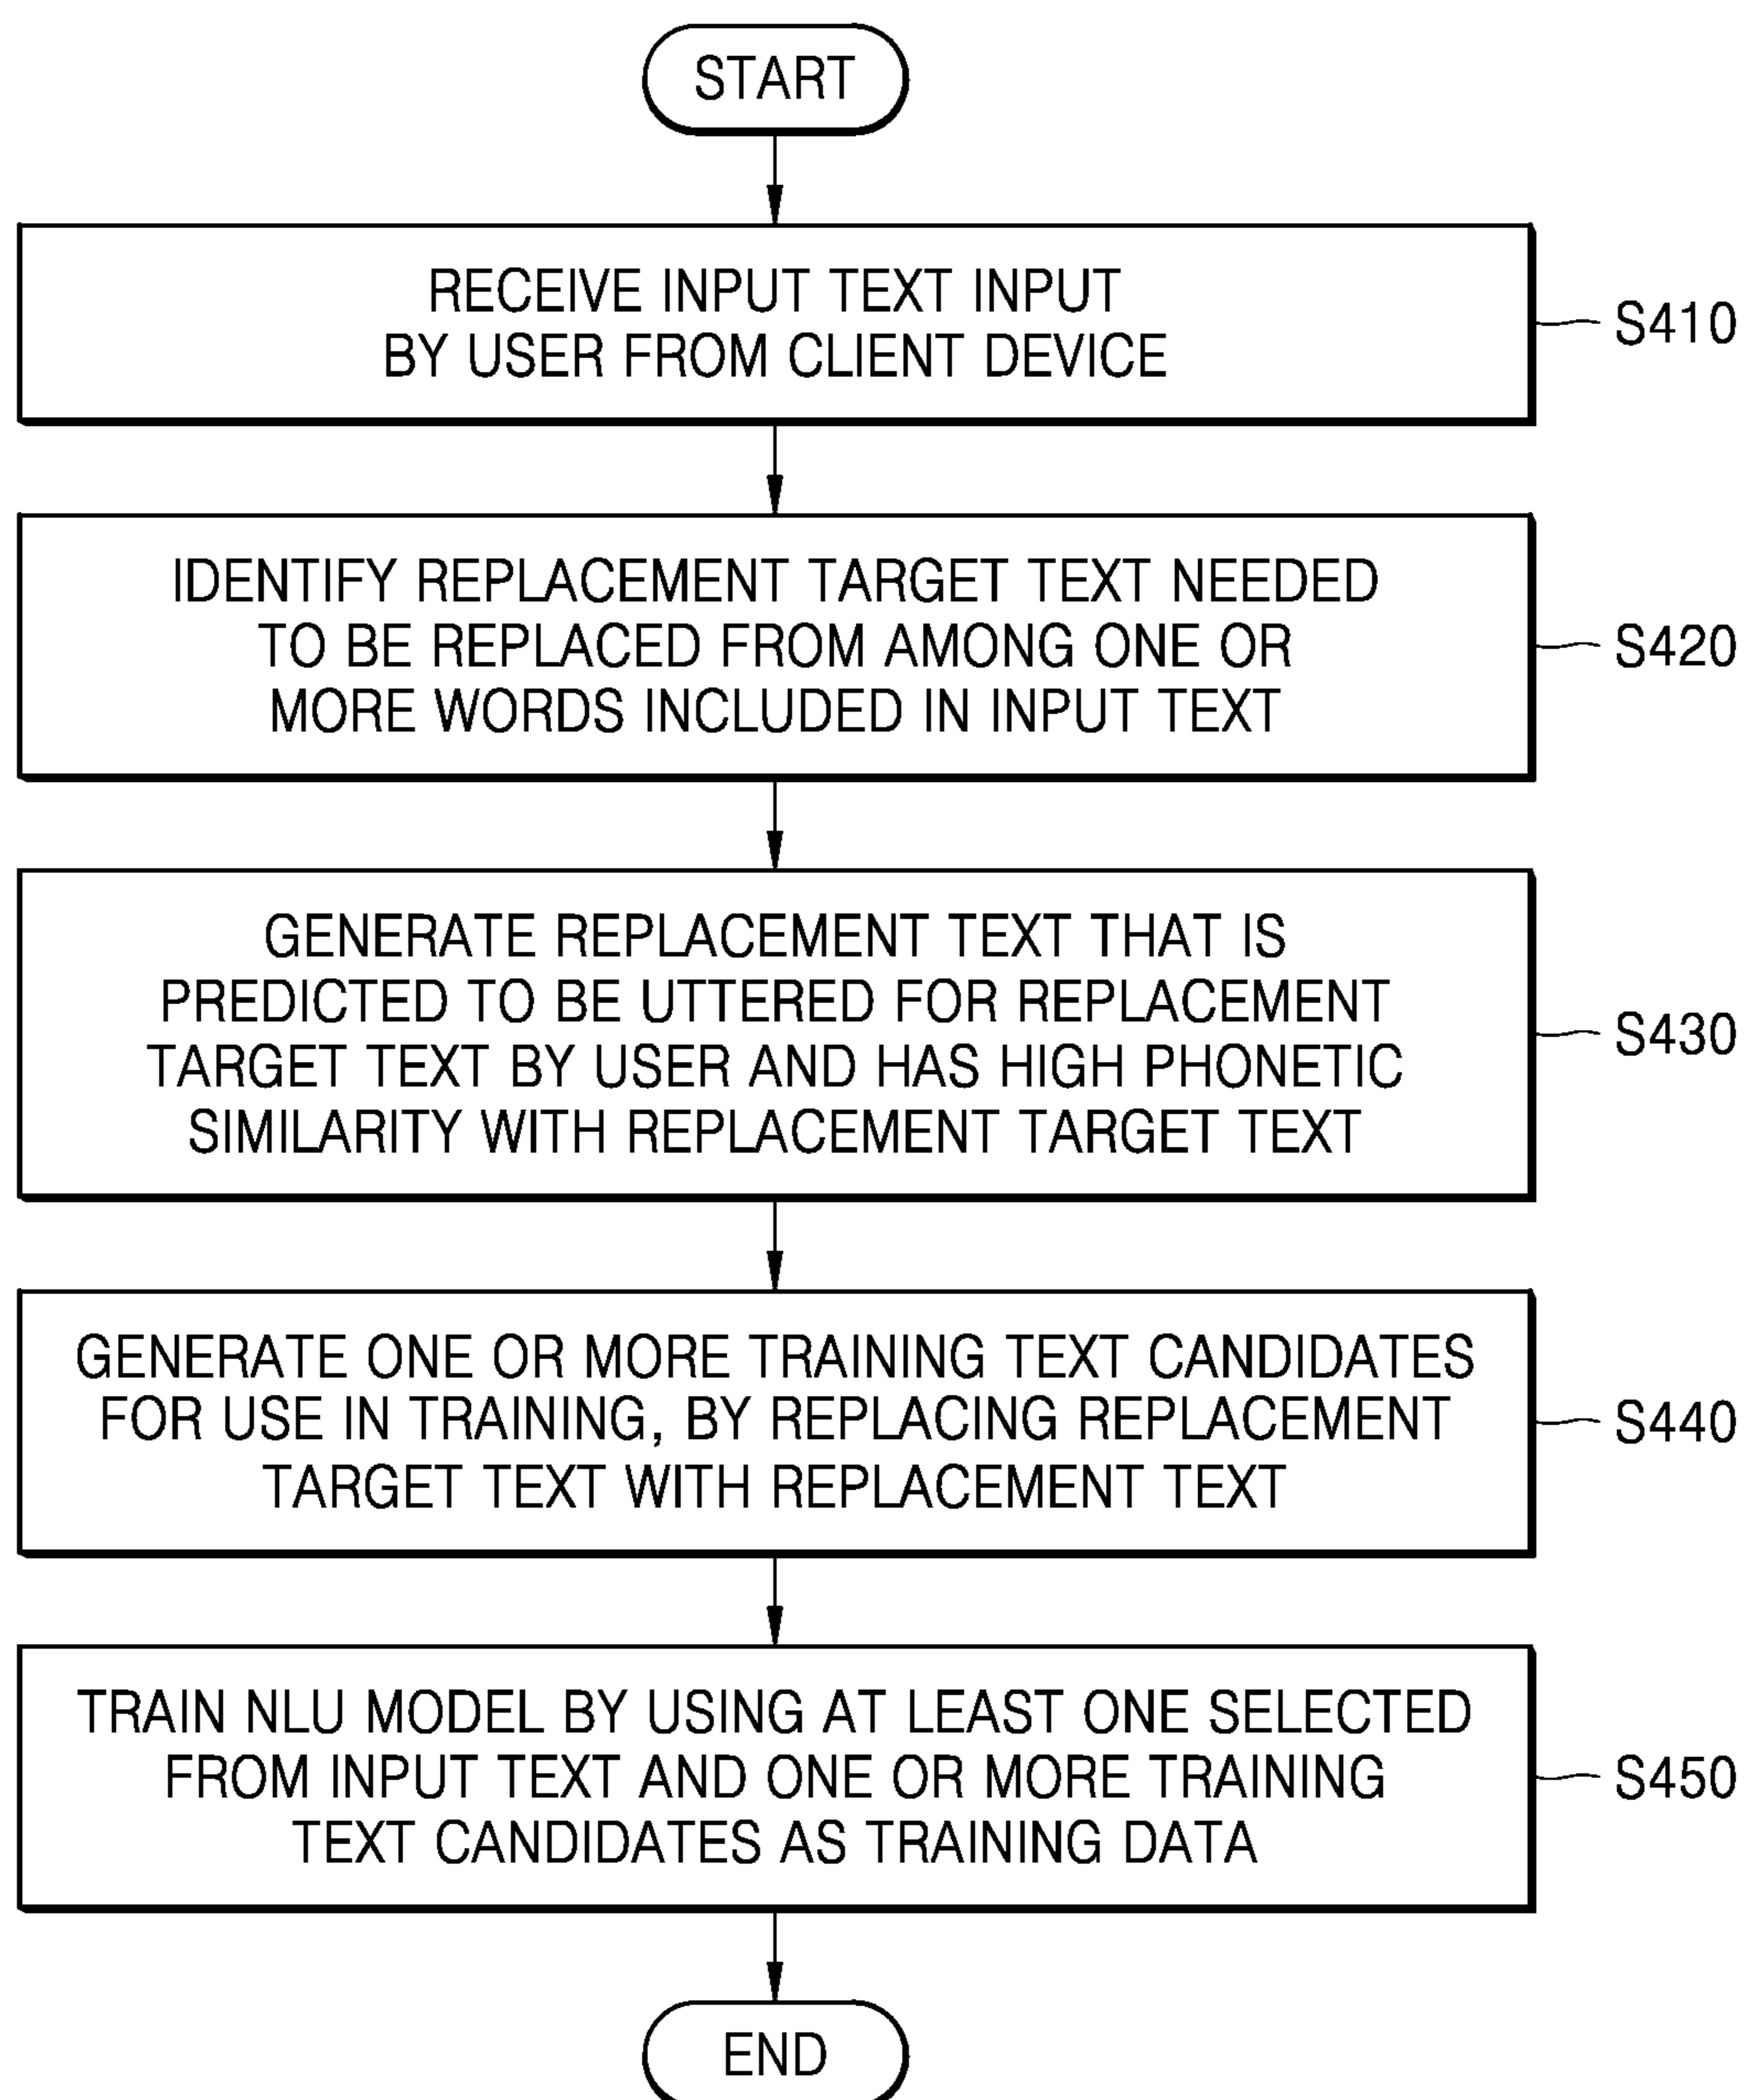 START
RECEIVE INPUT TEXT INPUT
BY USER FROM CLIENT DEVICE
S410
IDENTIFY REPLACEMENT TARGET TEXT NEEDED
TO BE REPLACED FROM AMONG ONE OR
MORE WORDS INCLUDED IN INPUT TEXT
S420
GENERATE REPLACEMENT TEXT THAT IS
PREDICTED TO BE UTTERED FOR REPLACEMENT
TARGET TEXT BY USER AND HAS HIGH PHONETIC
SIMILARITY WITH REPLACEMENT TARGET TEXT
S430
GENERATE ONE OR MORE TRAINING TEXT CANDIDATES
FOR USE IN TRAINING, BY REPLACING REPLACEMENT
TARGET TEXT WITH REPLACEMENT TEXT
S440
TRAIN NLU MODEL BY USING AT LEAST ONE SELECTED
FROM INPUT TEXT AND ONE OR MORE TRAINING
TEXT CANDIDATES AS TRAINING DATA
S450
END